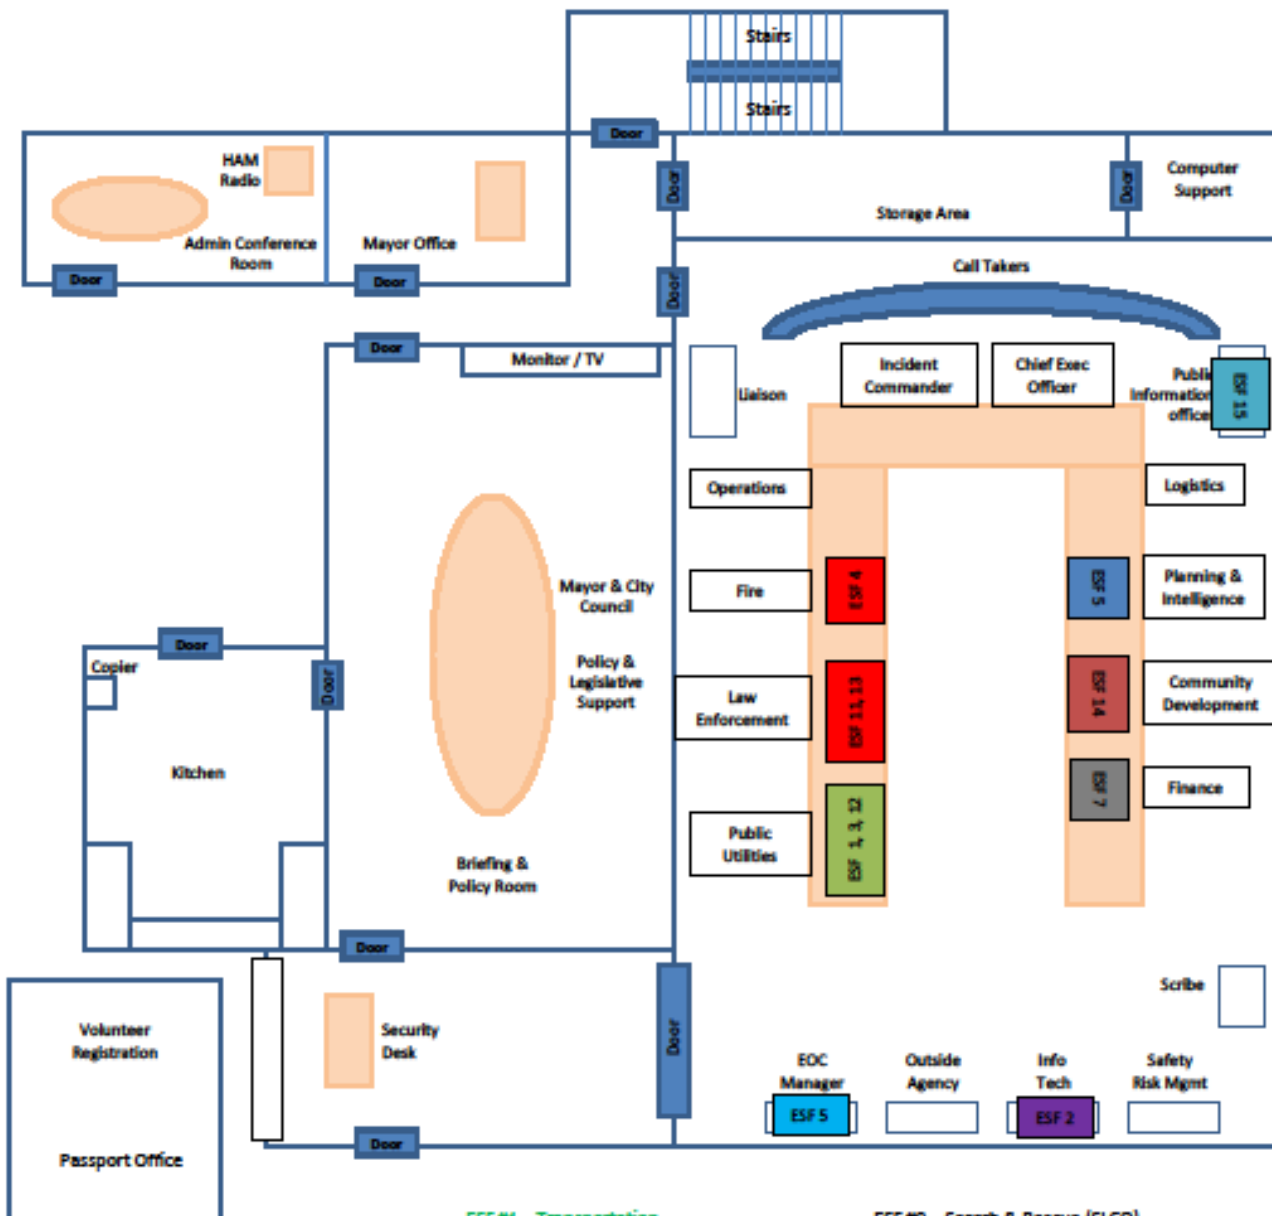 Stairs
Stairs
Door
HAM
Radio
Door
Door
Computer
Support
Storage Area
Admin Conference
Room
Mayor Office
Door
Door
Door
Call Takers
Door
Monitor / TV
Liaison
Incident
Commander
Chief Exec
Officer
Public
Information
officer
ESF 15
Operations
Logistics
Mayor & City
Council
Fire
ESF 4
ESF 5
Planning &
Intelligence
Door
Copier
Door
Policy &
Legislative
Support
Law
Enforcement
ESF 11, 13
ESF 14
Community
Development
Kitchen
ESF 7
Finance
Public
Utilities
ESF 1, 3, 12
Briefing &
Policy Room
Door
Scribe
Volunteer
Registration
Security
Desk
Door
EOC
Manager
Outside
Agency
Info
Tech
Safety
Risk Mgmt
ESF 5
ESF 2
Door
Passport Office